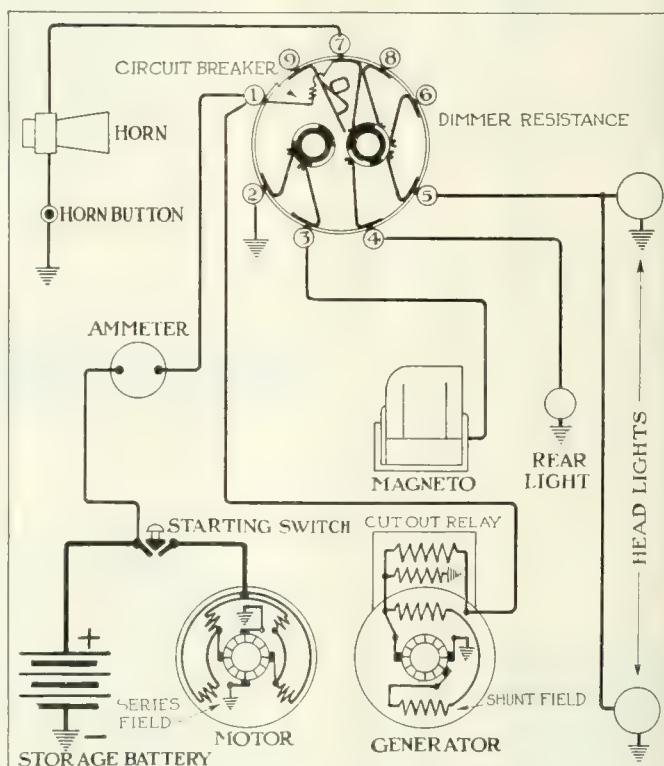 7
9
8
CIRCUIT BREAKER
1
6
DIMMER RESISTANCE
HORN
2
5
HORN BUTTON
3
4
AMMETER
HEAD LIGHTS
MAGNETO
REAR
LIGHT
STARTING SWITCH
CUT OUT RELAY
+
SERIES
FIELD
SHUNT FIELD
MOTOR
GENERATOR
−
STORAGE BATTERY